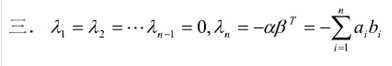 三. λ₁ = λ₂ = ⋯λₙ₋₁ = 0, λₙ = −αβᵀ = −∑ᵢ₌₁ⁿ aᵢbᵢ